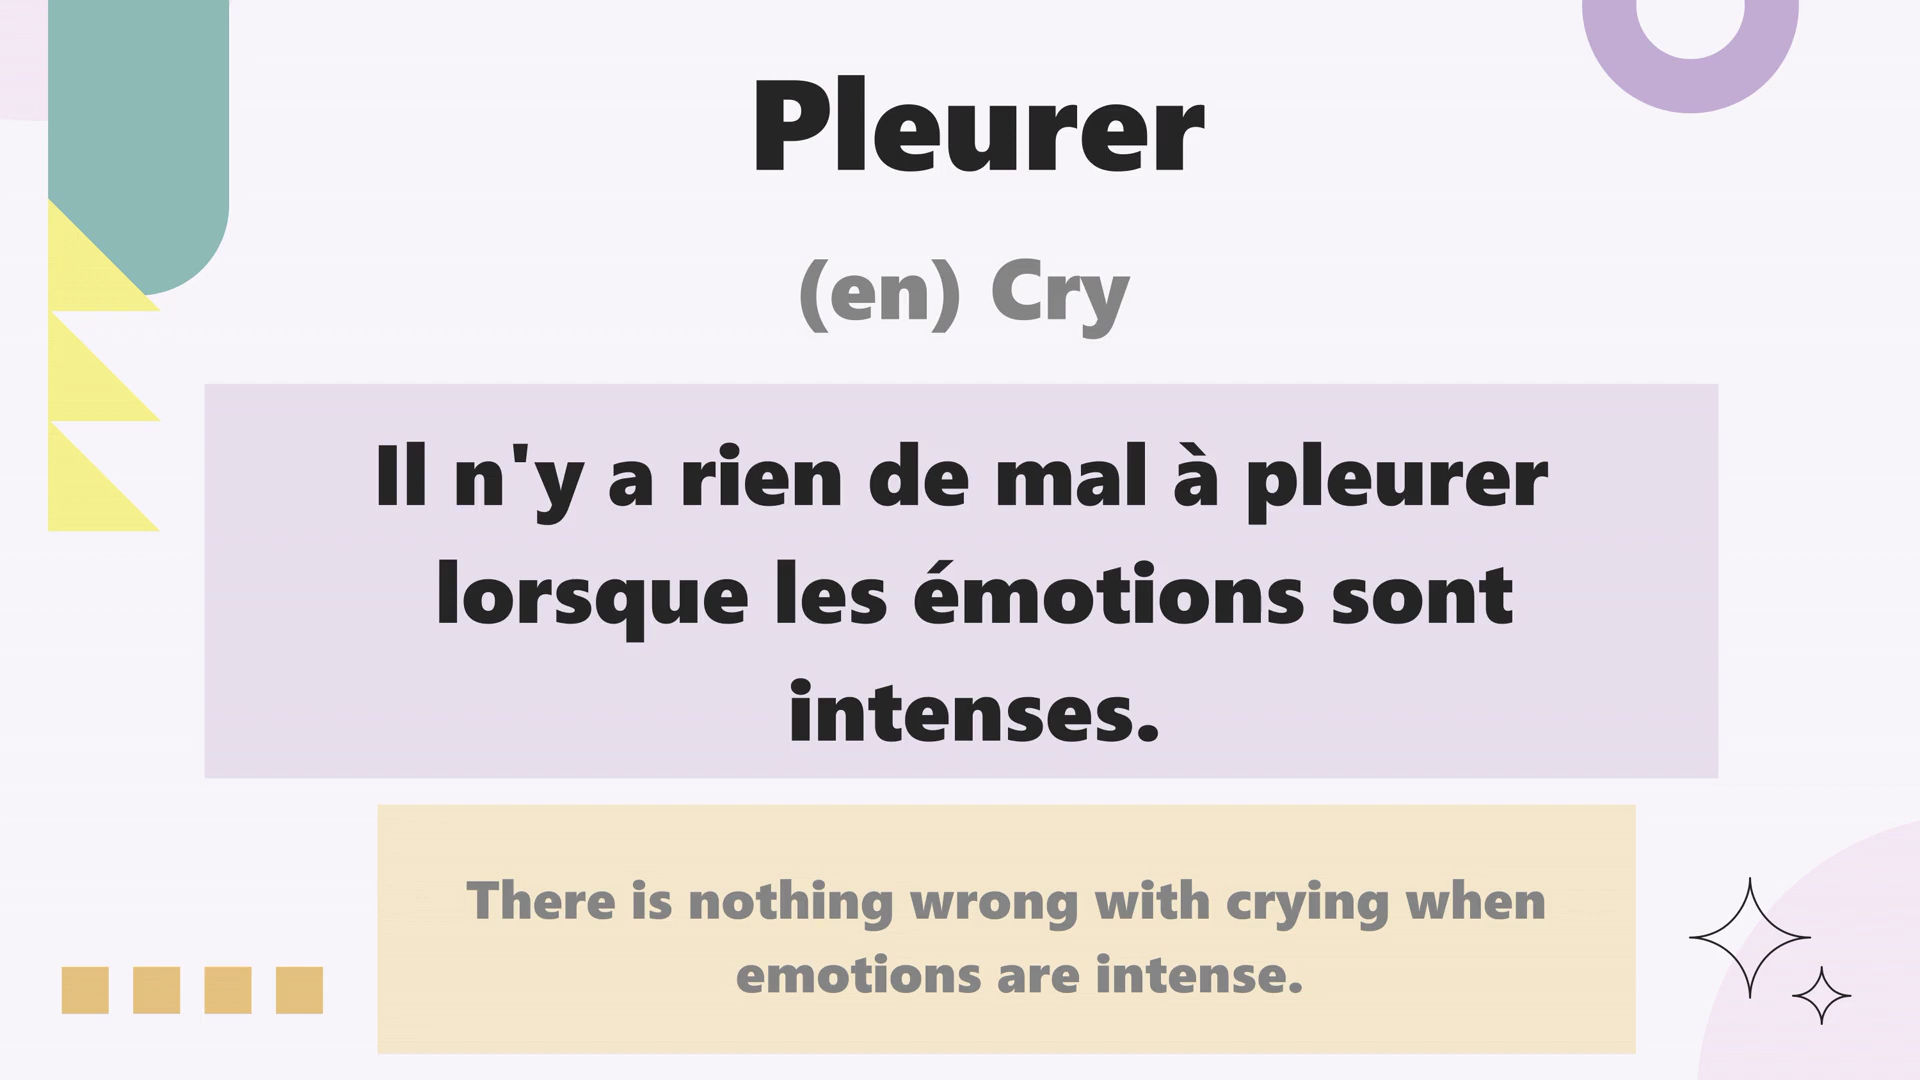 Pleurer
(en) Cry
Il n'y a rien de mal à pleurer
lorsque les émotions sont
intenses.
There is nothing wrong with crying when
emotions are intense.